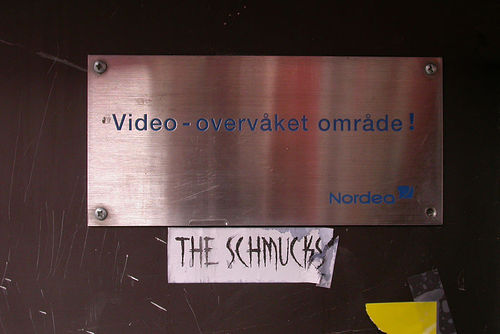 Video-overvåket område!
Nordea
THE SCHMUCKS